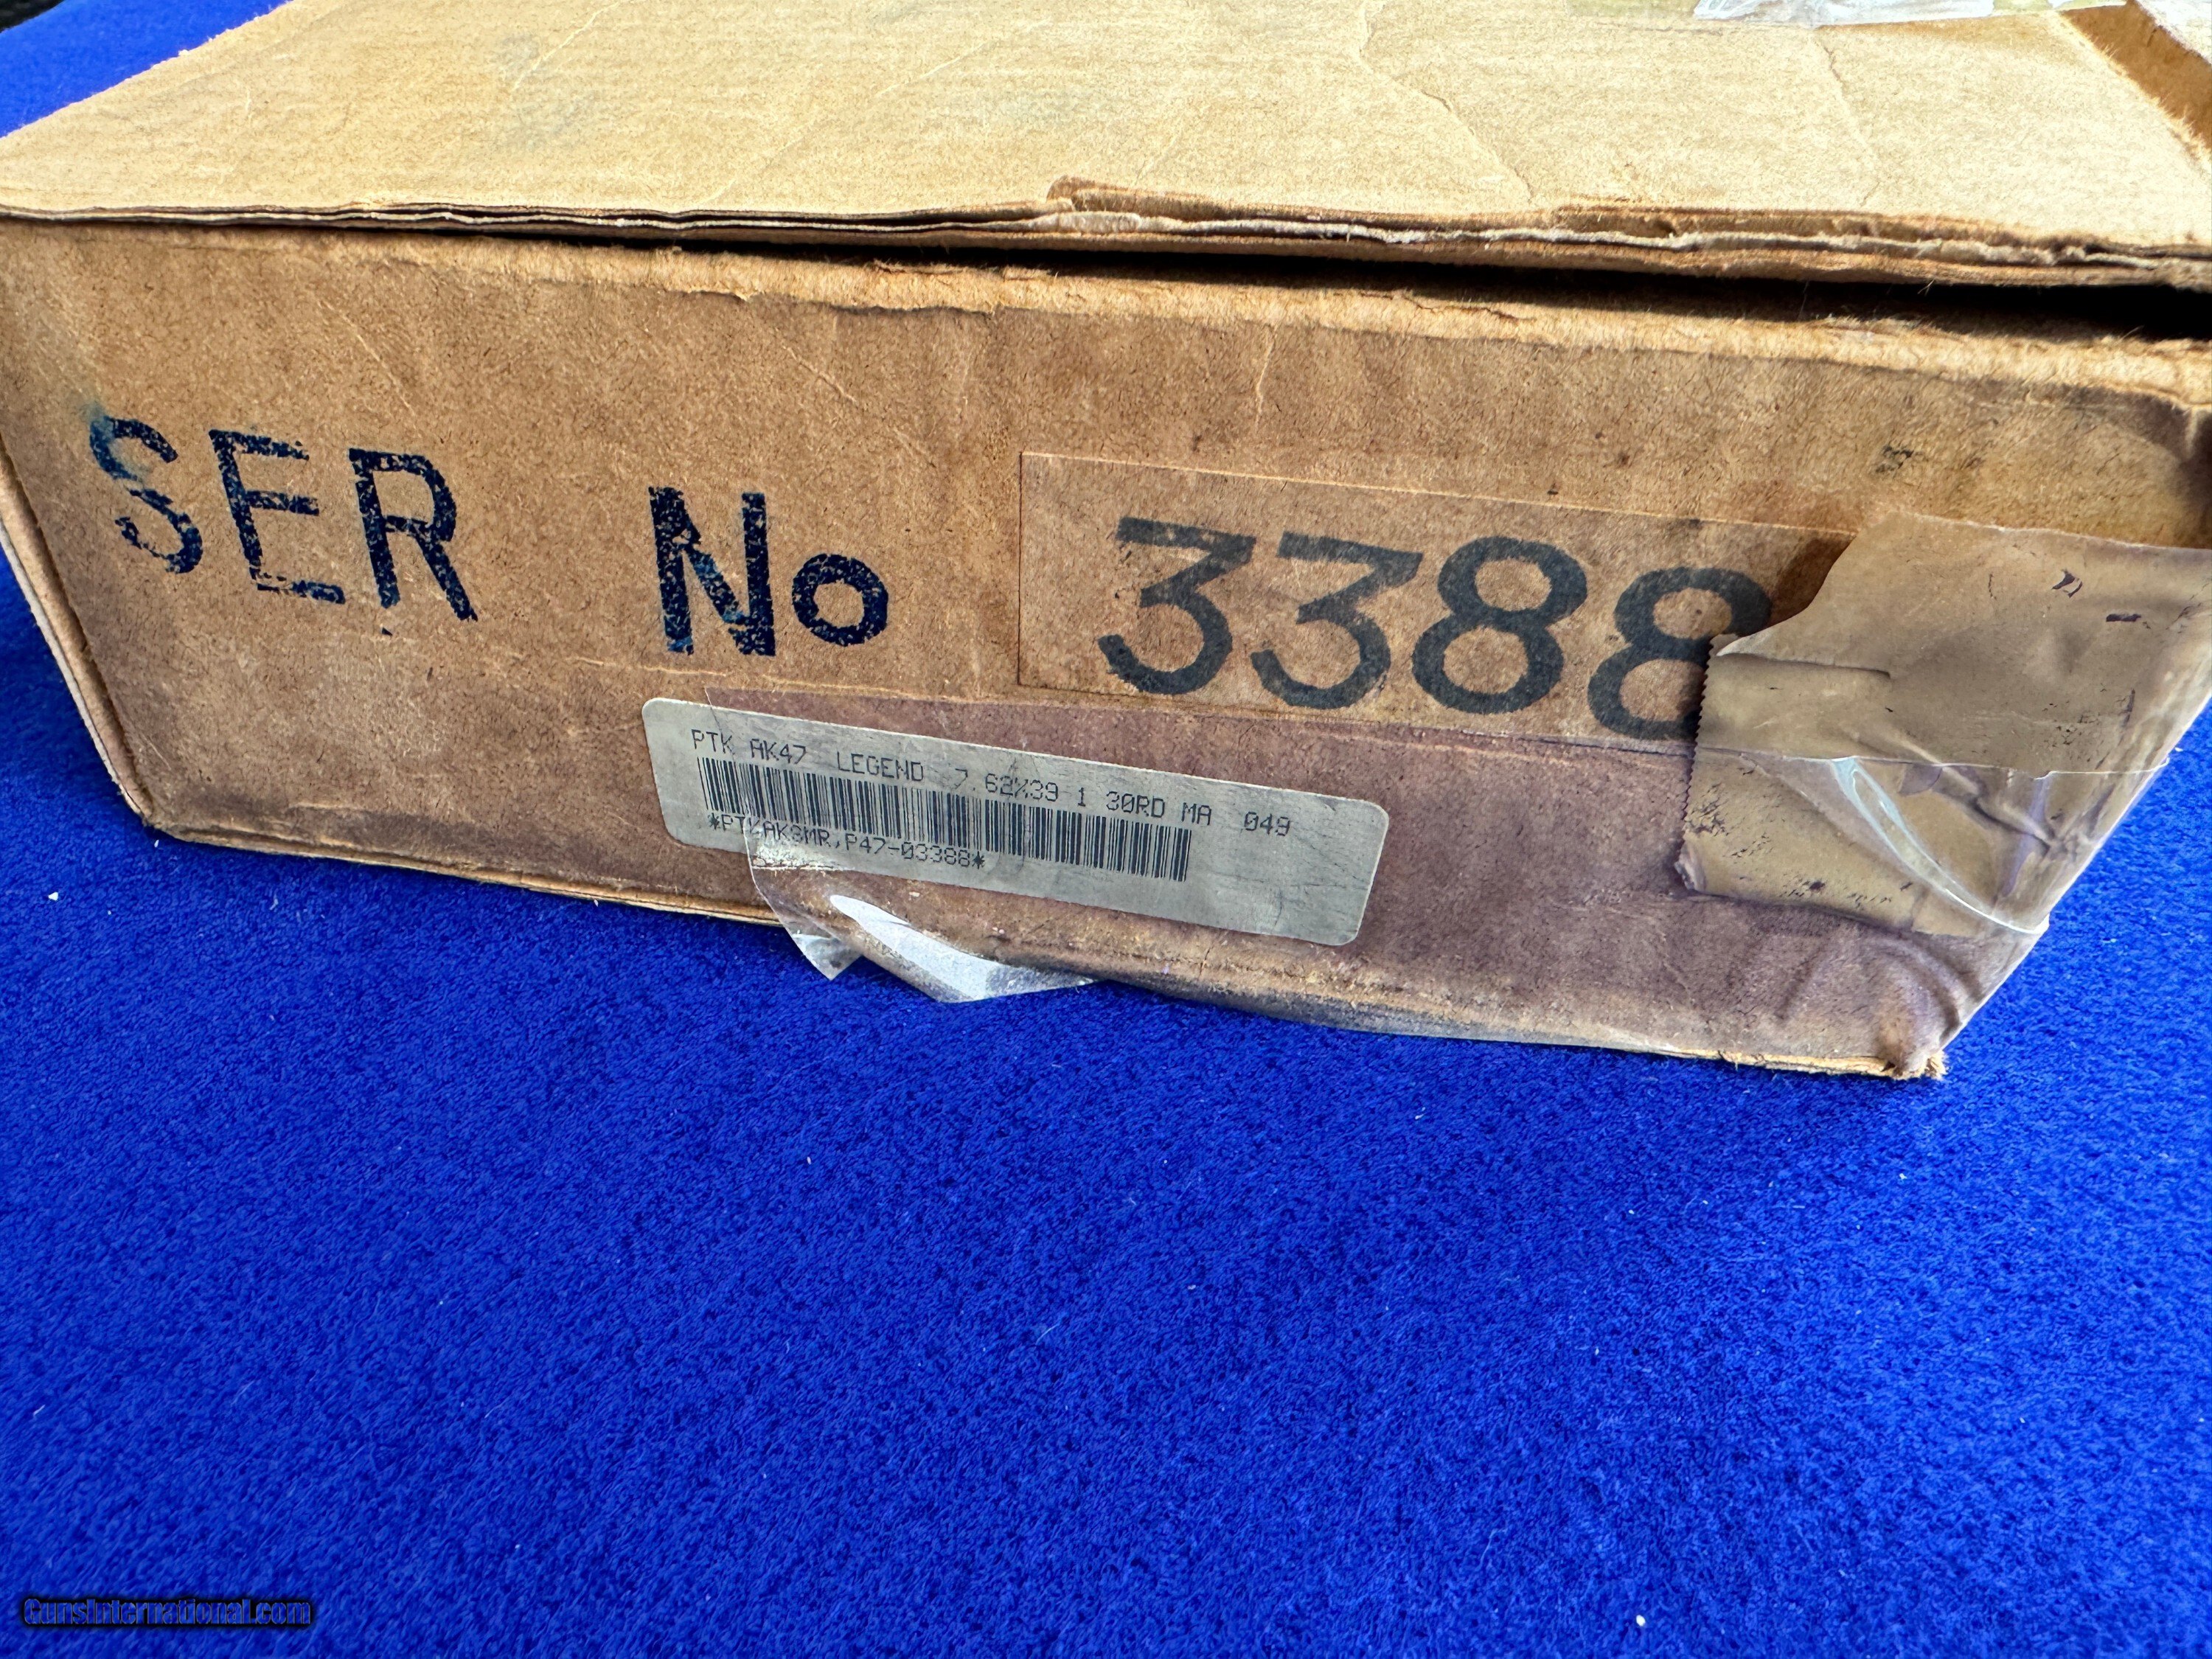 SER No 3388
PTK AK47 LEGEND 7.62X39 1 30RD MA 049
*PTKAKSMR,P47-03388*
GunsInternational.com